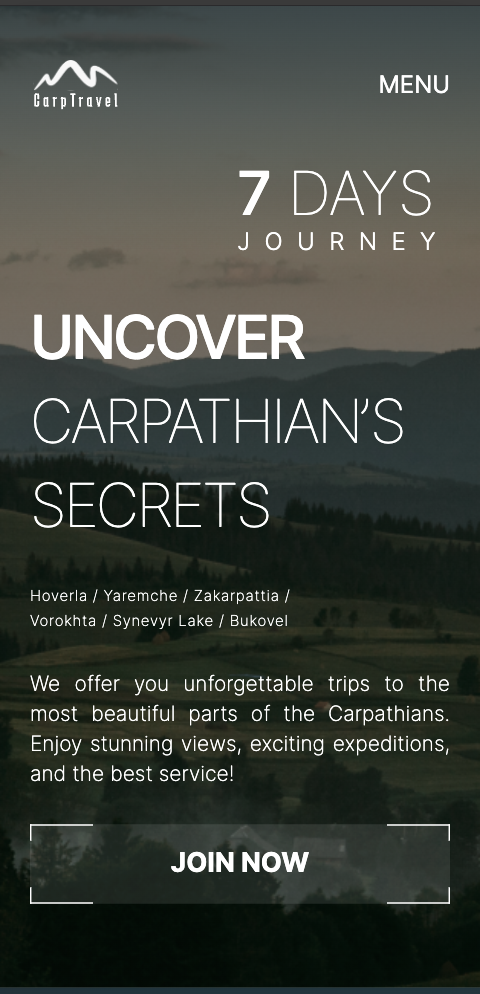 CarpTravel
MENU
7 DAYS
JOURNEY
UNCOVER
CARPATHIAN’S
SECRETS
Hoverla / Yaremche / Zakarpattia /
Vorokhta / Synevyr Lake / Bukovel
We offer you unforgettable trips to the
most beautiful parts of the Carpathians.
Enjoy stunning views, exciting expeditions,
and the best service!
JOIN NOW